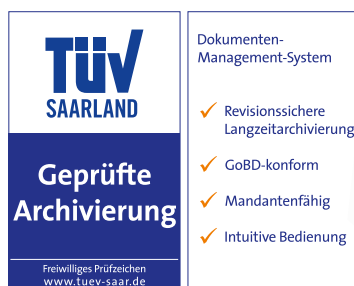 TÜV
SAARLAND
Geprüfte
Archivierung
Freiwilliges Prüfzeichen
www.tuev-saar.de
Dokumenten-
Management-System
Revisionssichere
Langzeitarchivierung
GoBD-konform
Mandantenfähig
Intuitive Bedienung